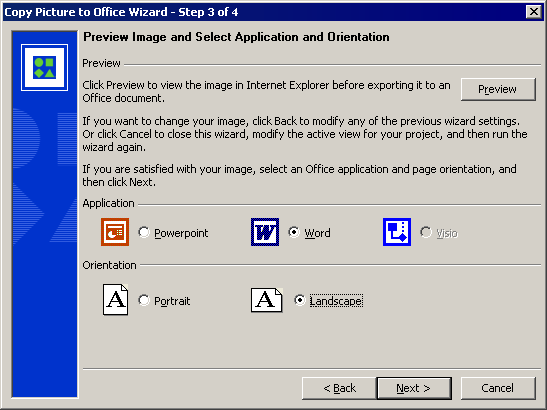 Copy Picture to Office Wizard - Step 3 of 4
Preview Image and Select Application and Orientation
Preview
Click Preview to view the image in Internet Explorer before exporting it to an
Office document.
Preview
If you want to change your image, click Back to modify any of the previous wizard settings.
Or click Cancel to close this wizard, modify the active view for your project, and then run the
wizard again.
If you are satisfied with your image, select an Office application and page orientation, and
then click Next.
Application
Powerpoint
W
Word
Visio
Orientation
A
Portrait
A
Landscape
< Back
Next >
Cancel